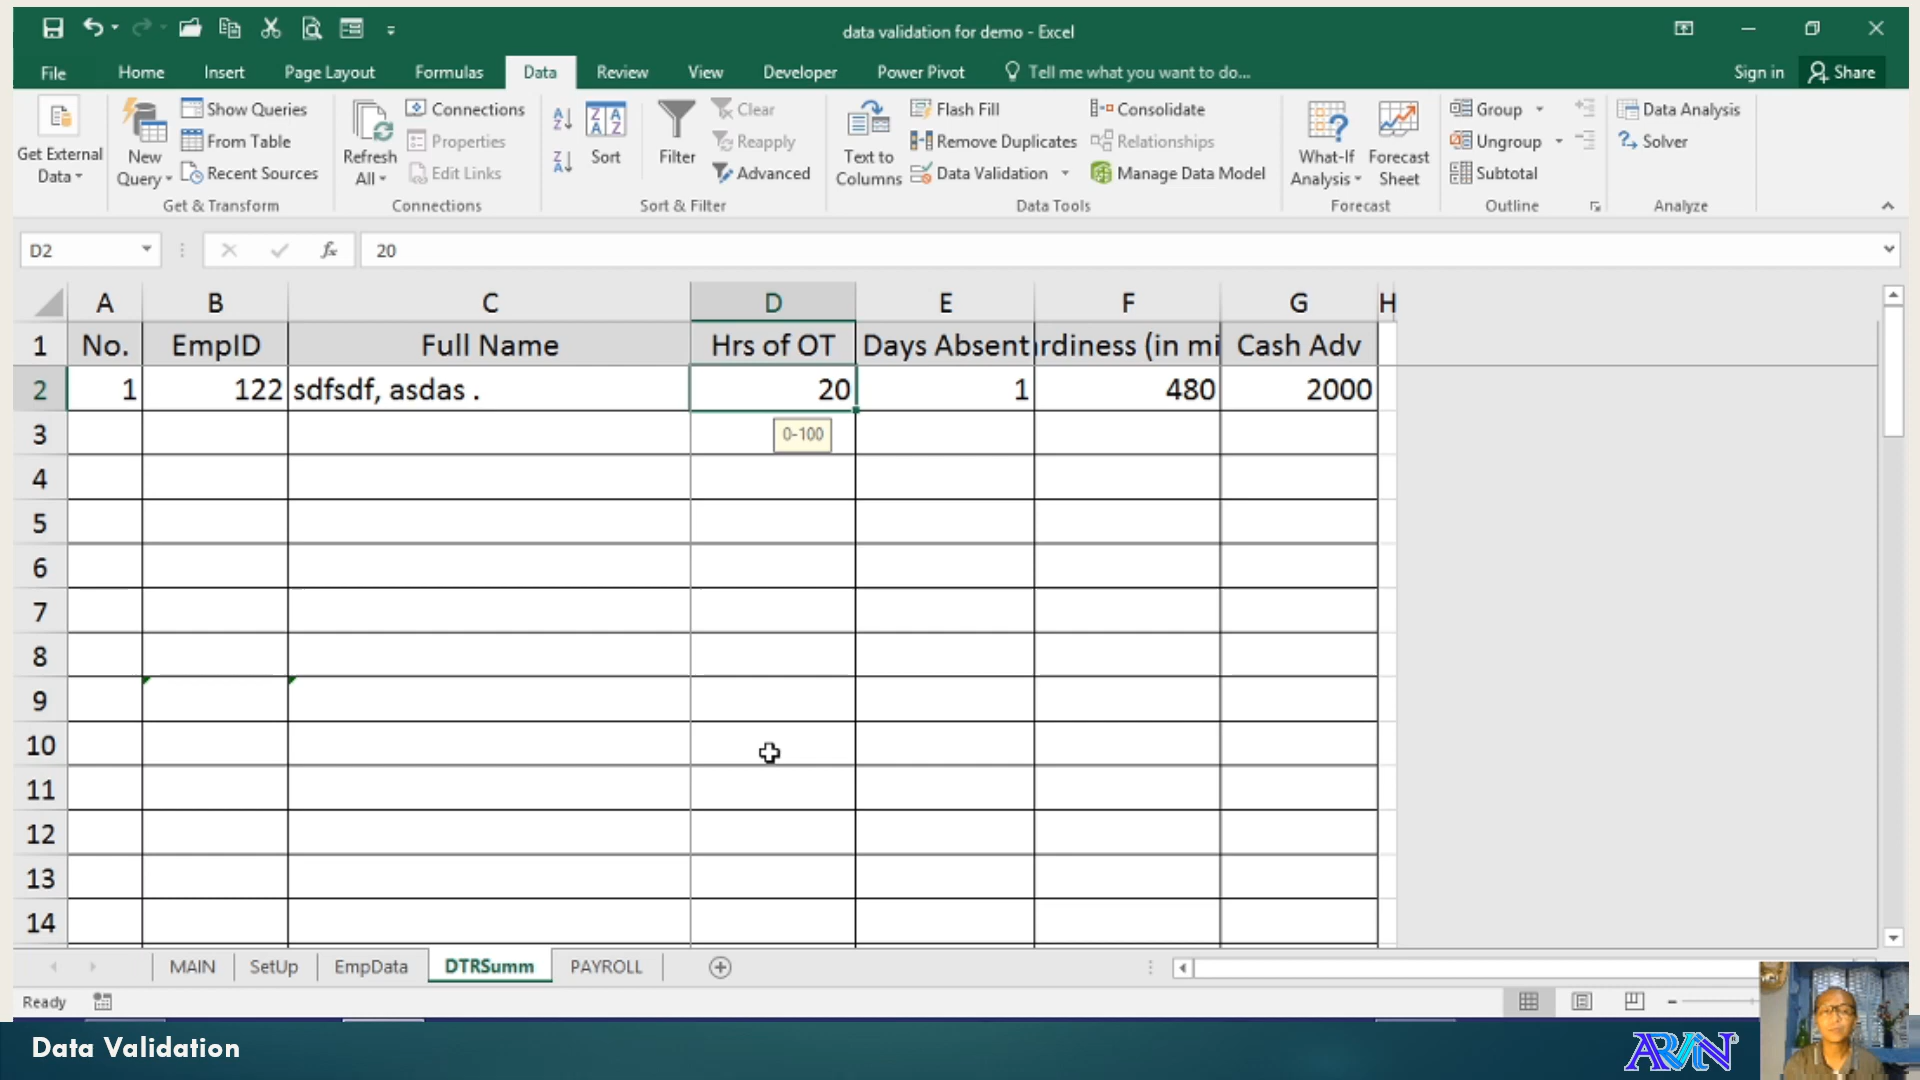 data validation for demo - Excel
File Home Insert Page Layout Formulas Data Review View Developer Power Pivot Tell me what you want to do... Sign in Share
Get External Data
New Query
Show Queries
From Table
Recent Sources
Get & Transform
Refresh All
Connections
Properties
Edit Links
Connections
Sort
Filter
Clear
Reapply
Advanced
Sort & Filter
Text to Columns
Flash Fill
Remove Duplicates
Data Validation
Consolidate
Relationships
Manage Data Model
Data Tools
What-If Analysis
Forecast Sheet
Forecast
Group
Ungroup
Subtotal
Outline
Data Analysis
Solver
Analyze
D2 fx 20
A B C D E F G H
1 No. EmpID Full Name Hrs of OT Days Absent rdiness (in mi Cash Adv
2 1 122 sdfsdf, asdas . 20 1 480 2000
3 0-100
4
5
6
7
8
9
10
11
12
13
14
MAIN SetUp EmpData DTRSumm PAYROLL
Ready
Data Validation
ARVIN